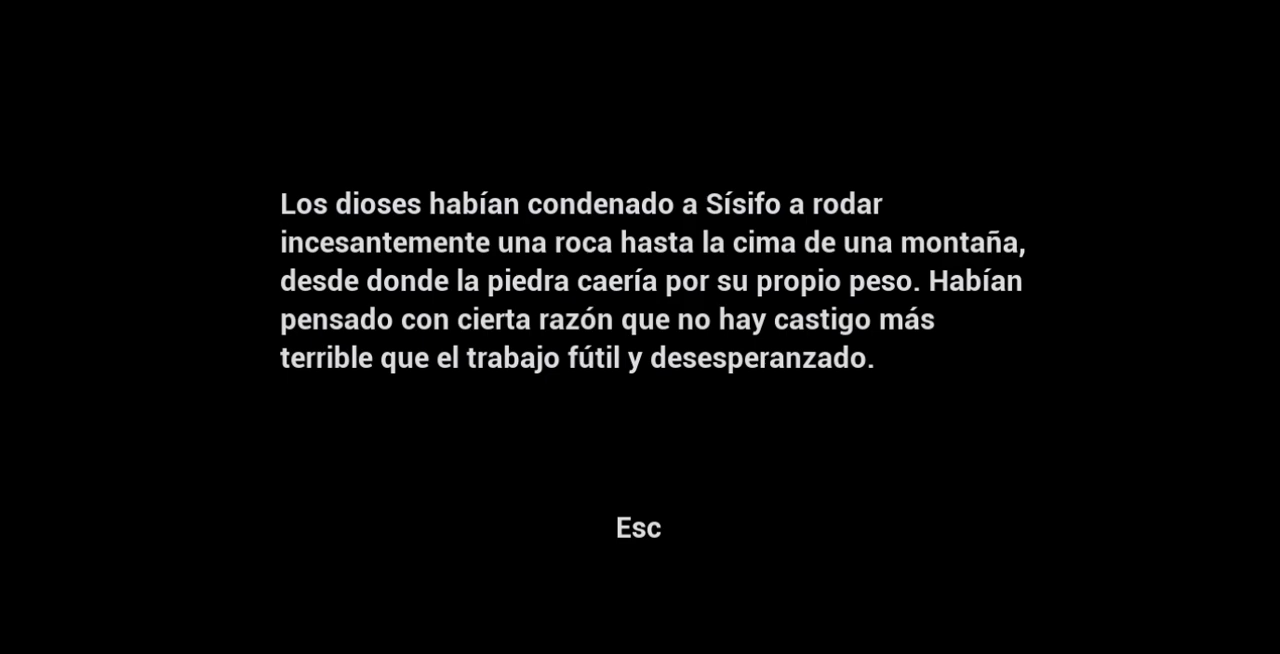 Los dioses habían condenado a Sísifo a rodar
incesantemente una roca hasta la cima de una montaña,
desde donde la piedra caería por su propio peso. Habían
pensado con cierta razón que no hay castigo más
terrible que el trabajo fútil y desesperanzado.
Esc